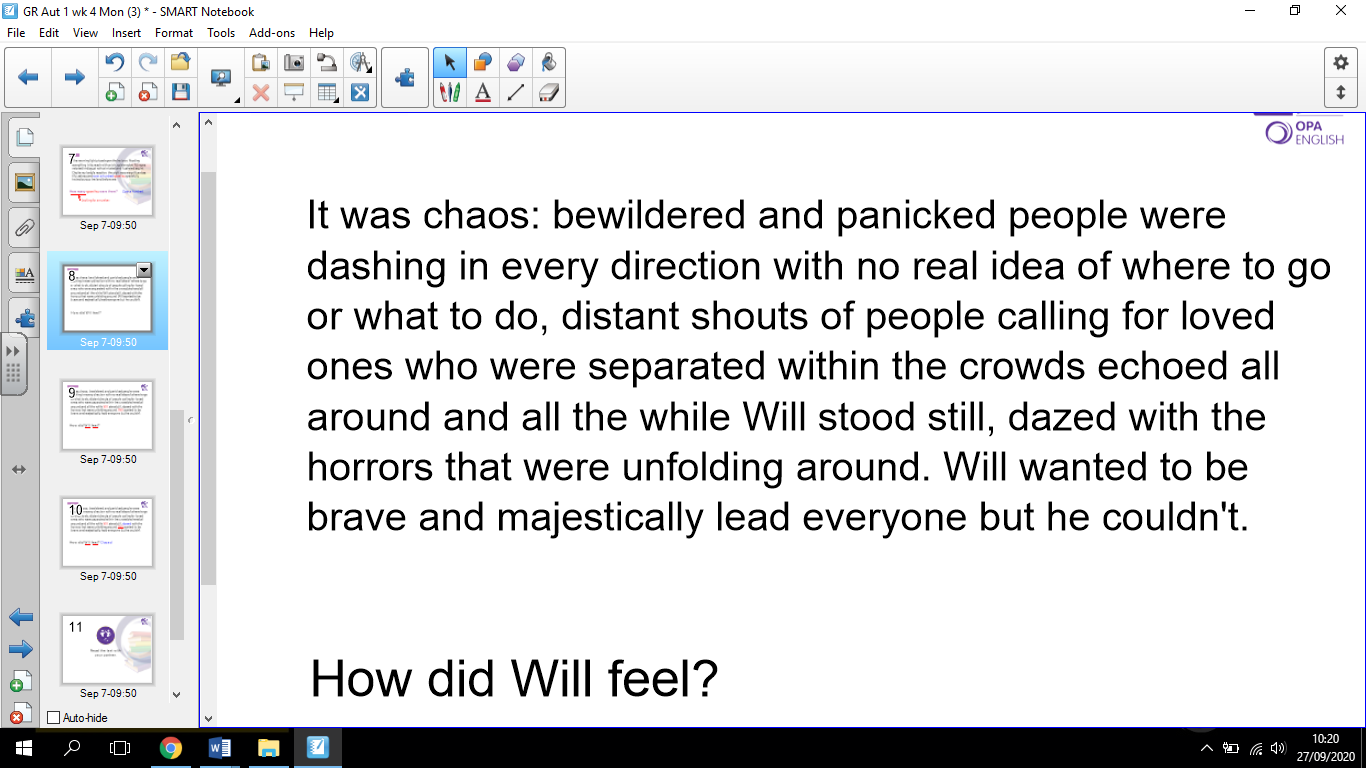 GR Aut 1 wk 4 Mon (3) * - SMART Notebook
File Edit View Insert Format Tools Add-ons Help
OPA
ENGLISH
7
Sep 7-09:50
8
Sep 7-09:50
9
Sep 7-09:50
10
Sep 7-09:50
11
Sep 7-09:50
Auto-hide
It was chaos: bewildered and panicked people were
dashing in every direction with no real idea of where to go
or what to do, distant shouts of people calling for loved
ones who were separated within the crowds echoed all
around and all the while Will stood still, dazed with the
horrors that were unfolding around. Will wanted to be
brave and majestically lead everyone but he couldn't.
How did Will feel?
10:20
27/09/2020